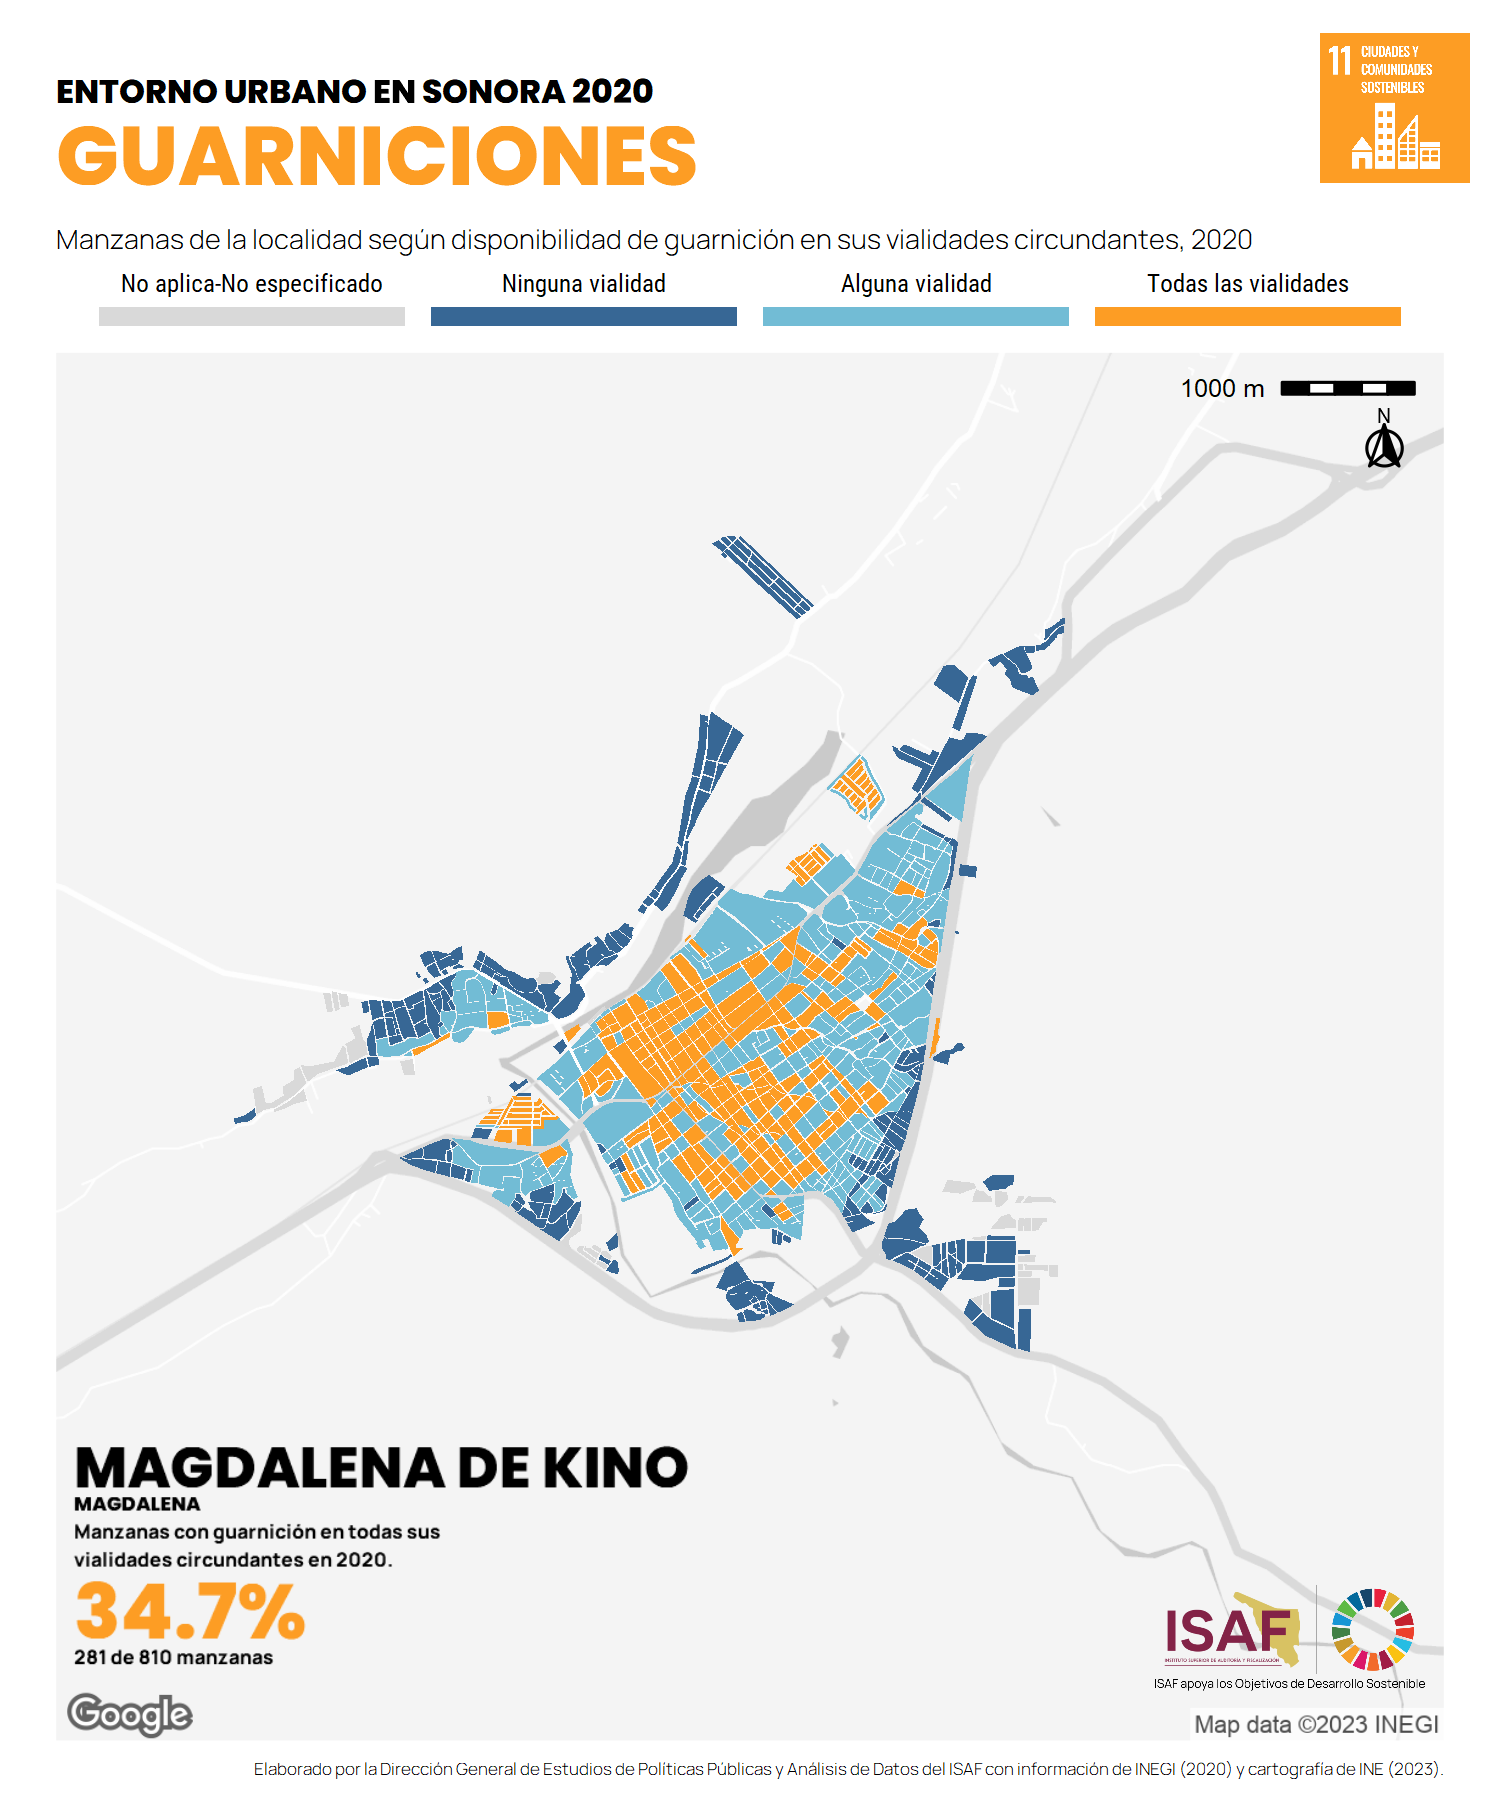 ENTORNO URBANO EN SONORA 2020
GUARNICIONES
11 CIUDADES Y
COMUNIDADES
SOSTENIBLES
Manzanas de la localidad según disponibilidad de guarnición en sus vialidades circundantes, 2020
No aplica-No especificado
Ninguna vialidad
Alguna vialidad
Todas las vialidades
1000 m
N
MAGDALENA DE KINO
MAGDALENA
Manzanas con guarnición en todas sus
vialidades circundantes en 2020.
34.7%
281 de 810 manzanas
Google
ISAF
INSTITUTO SUPERIOR DE AUDITORÍA Y FISCALIZACIÓN
ISAF apoya los Objetivos de Desarrollo Sostenible
Map data ©2023 INEGI
Elaborado por la Dirección General de Estudios de Políticas Públicas y Análisis de Datos del ISAF con información de INEGI (2020) y cartografía de INE (2023).